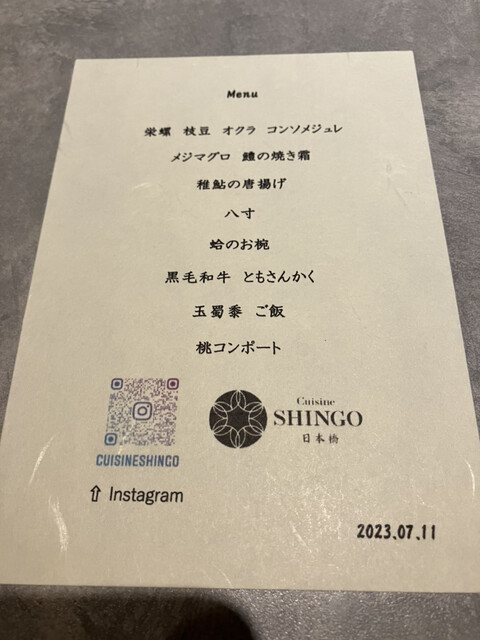 Menu
栄螺 枝豆 オクラ コンソメジュレ
メジマグロ 鱧の焼き霜
稚鮎の唐揚げ
八寸
蛤のお椀
黒毛和牛 ともさんかく
玉蜀黍 ご飯
桃コンポート
Cuisine
SHINGO
日本橋
CUISINESHINGO
⇧ Instagram
2023.07.11